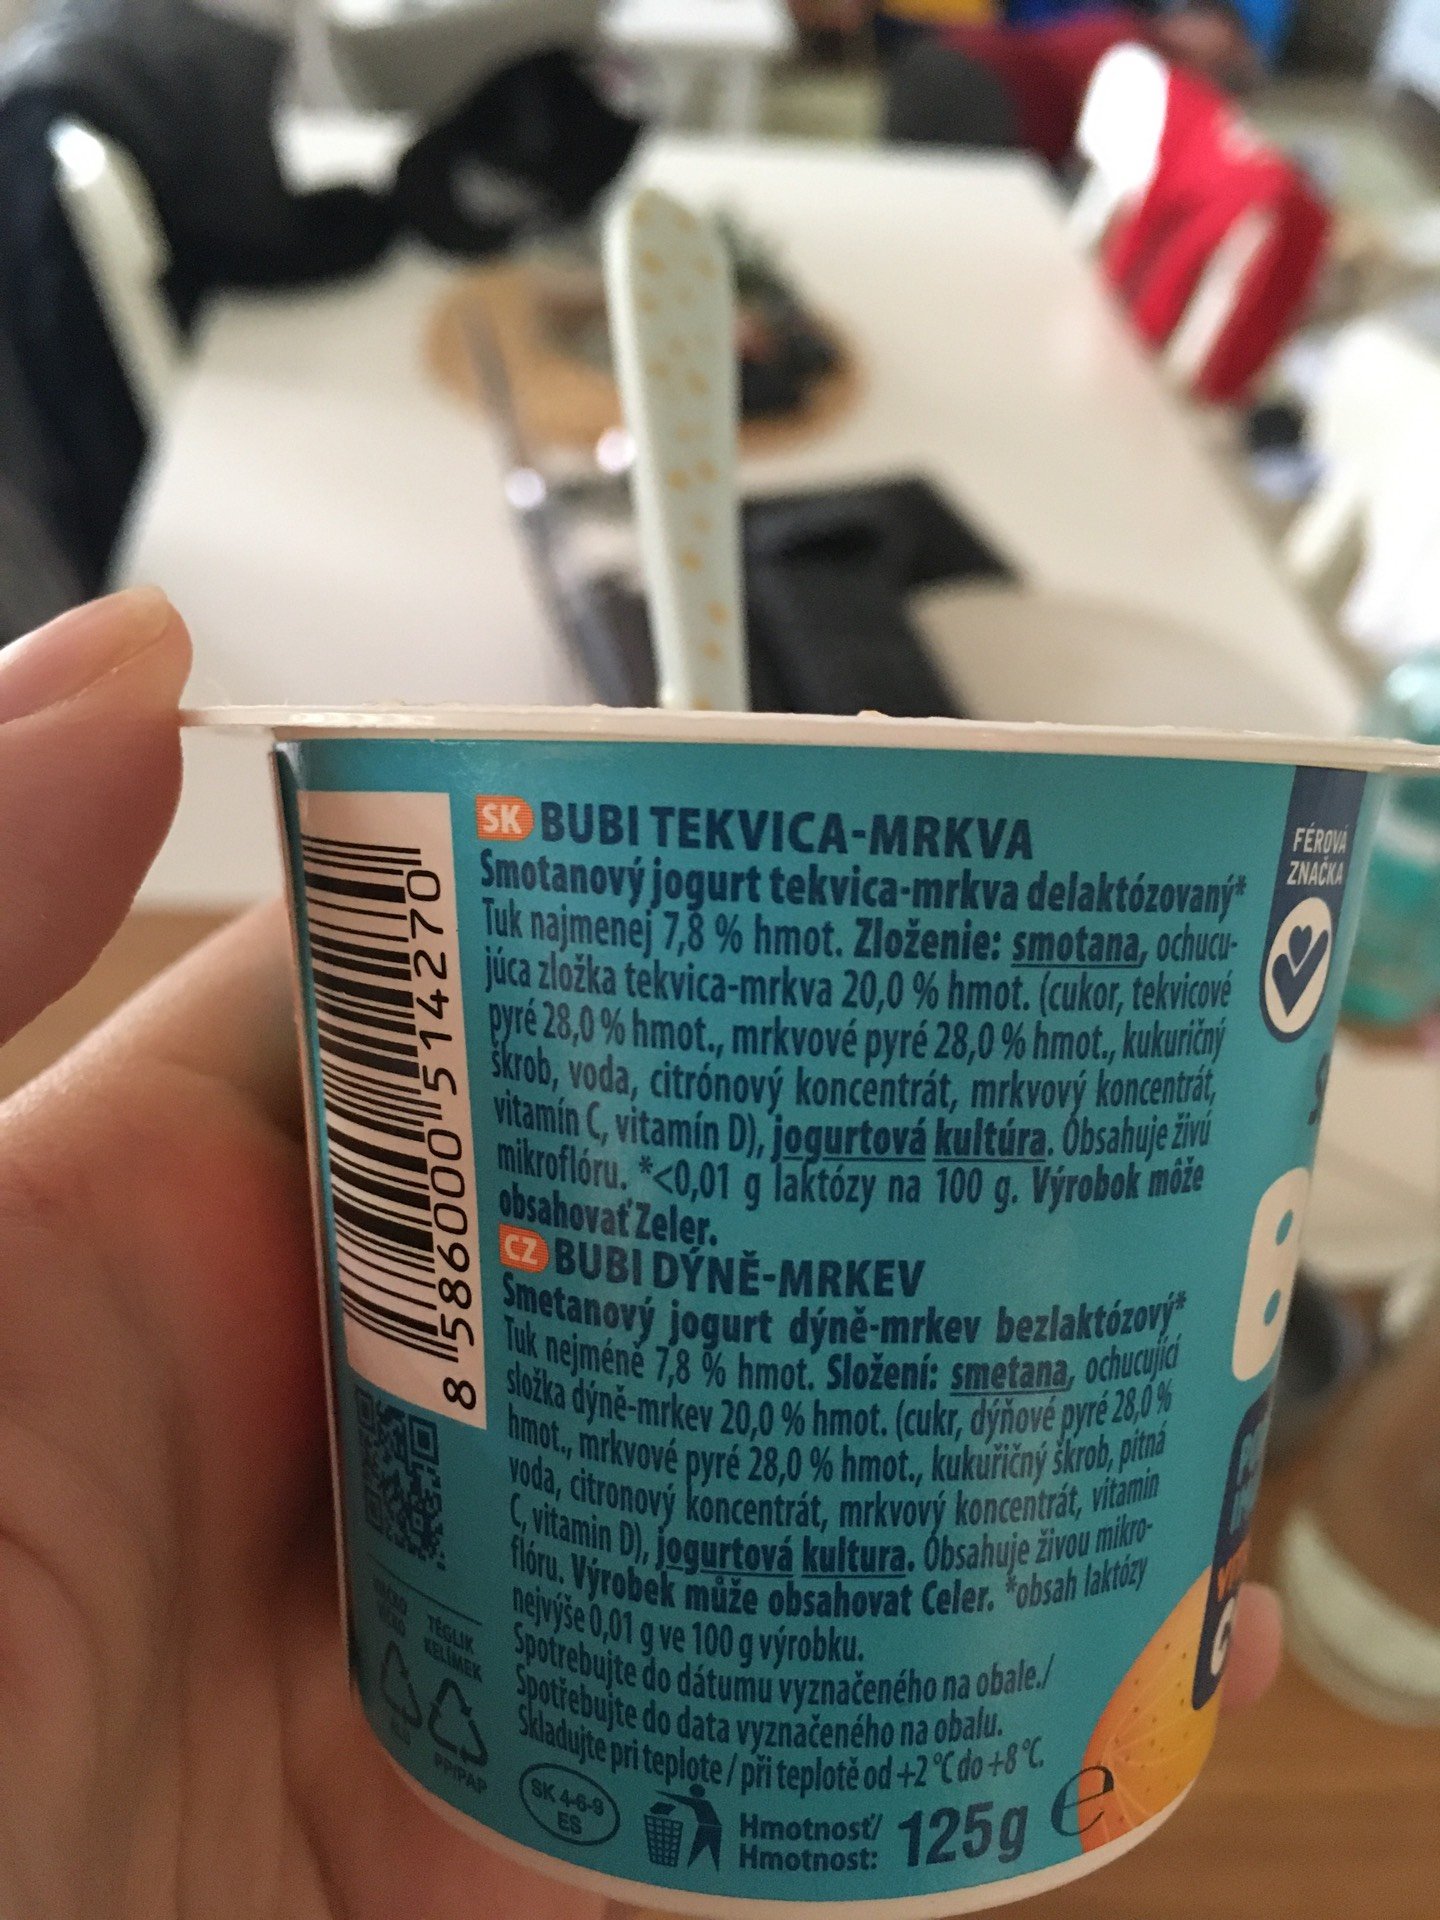 SK BUBI TEKVICA-MRKVA
Smotanový jogurt tekvica-mrkva delaktózovaný*
Tuk najmenej 7,8 % hmot. Zloženie: smotana, ochucu-
júca zložka tekvica-mrkva 20,0 % hmot. (cukor, tekvicové
pyré 28,0 % hmot., mrkvové pyré 28,0 % hmot., kukuričný
škrob, voda, citrónový koncentrát, mrkvový koncentrát,
vitamín C, vitamín D), jogurtová kultúra. Obsahuje živú
mikroflóru. *<0,01 g laktózy na 100 g. Výrobok môže
obsahovať Zeler.
CZ BUBI DÝNĚ-MRKEV
Smetanový jogurt dýně-mrkev bezlaktózový*
Tuk nejméně 7,8 % hmot. Složení: smetana, ochucující
složka dýně-mrkev 20,0 % hmot. (cukr, dýňové pyré 28,0 %
hmot., mrkvové pyré 28,0 % hmot., kukuřičný škrob, pitná
voda, citronový koncentrát, mrkvový koncentrát, vitamin
C, vitamin D), jogurtová kultura. Obsahuje živou mikro-
flóru. Výrobek může obsahovat Celer. *obsah laktózy
nejvýše 0,01 g ve 100 g výrobku.
Spotrebujte do dátumu vyznačeného na obale./
Spotřebujte do data vyznačeného na obalu.
Skladujte pri teplote / při teplotě od +2 °C do +8 °C.
SK 4-6-9
ES
Hmotnosť/
Hmotnost:
125g e
8 586000 514270
TÉGLIK
KELÍMEK
PP/PAP
FÉROVÁ
ZNAČKA